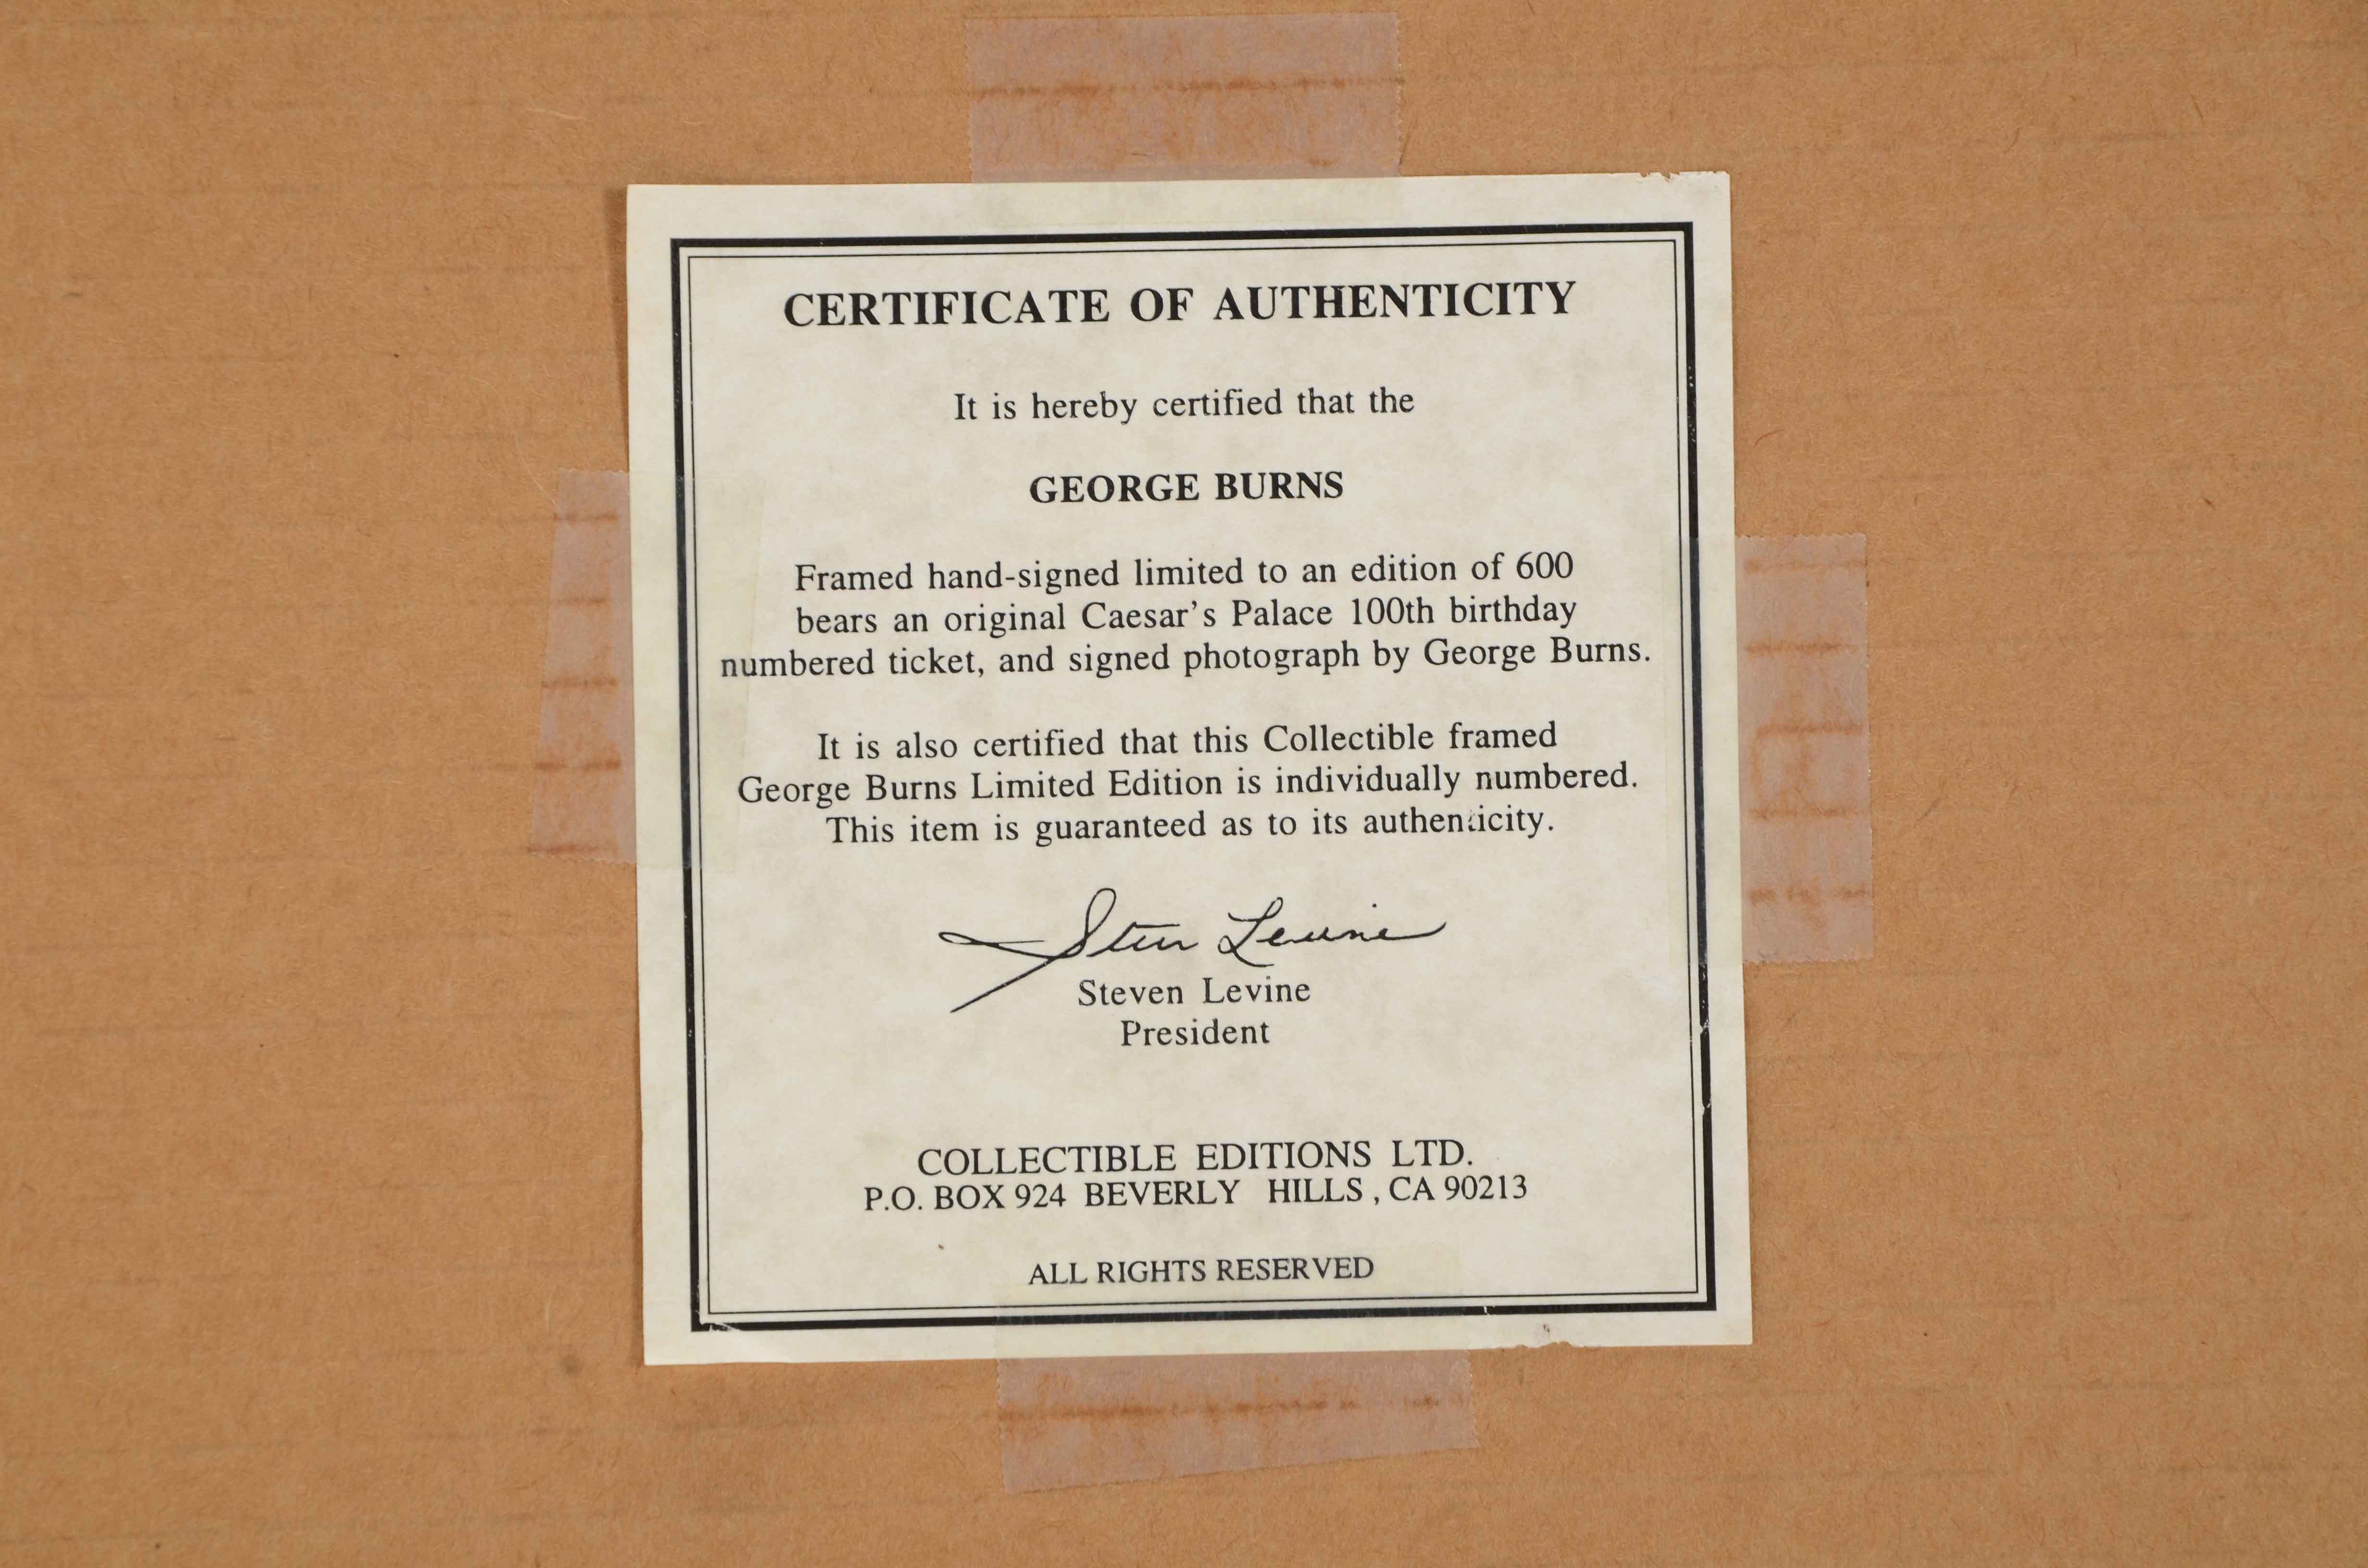 CERTIFICATE OF AUTHENTICITY
It is hereby certified that the
GEORGE BURNS
Framed hand-signed limited to an edition of 600
bears an original Caesar's Palace 100th birthday
numbered ticket, and signed photograph by George Burns.
It is also certified that this Collectible framed
George Burns Limited Edition is individually numbered.
This item is guaranteed as to its authenticity.
Steven Levine
Steven Levine
President
COLLECTIBLE EDITIONS LTD.
P.O. BOX 924 BEVERLY HILLS, CA 90213
ALL RIGHTS RESERVED